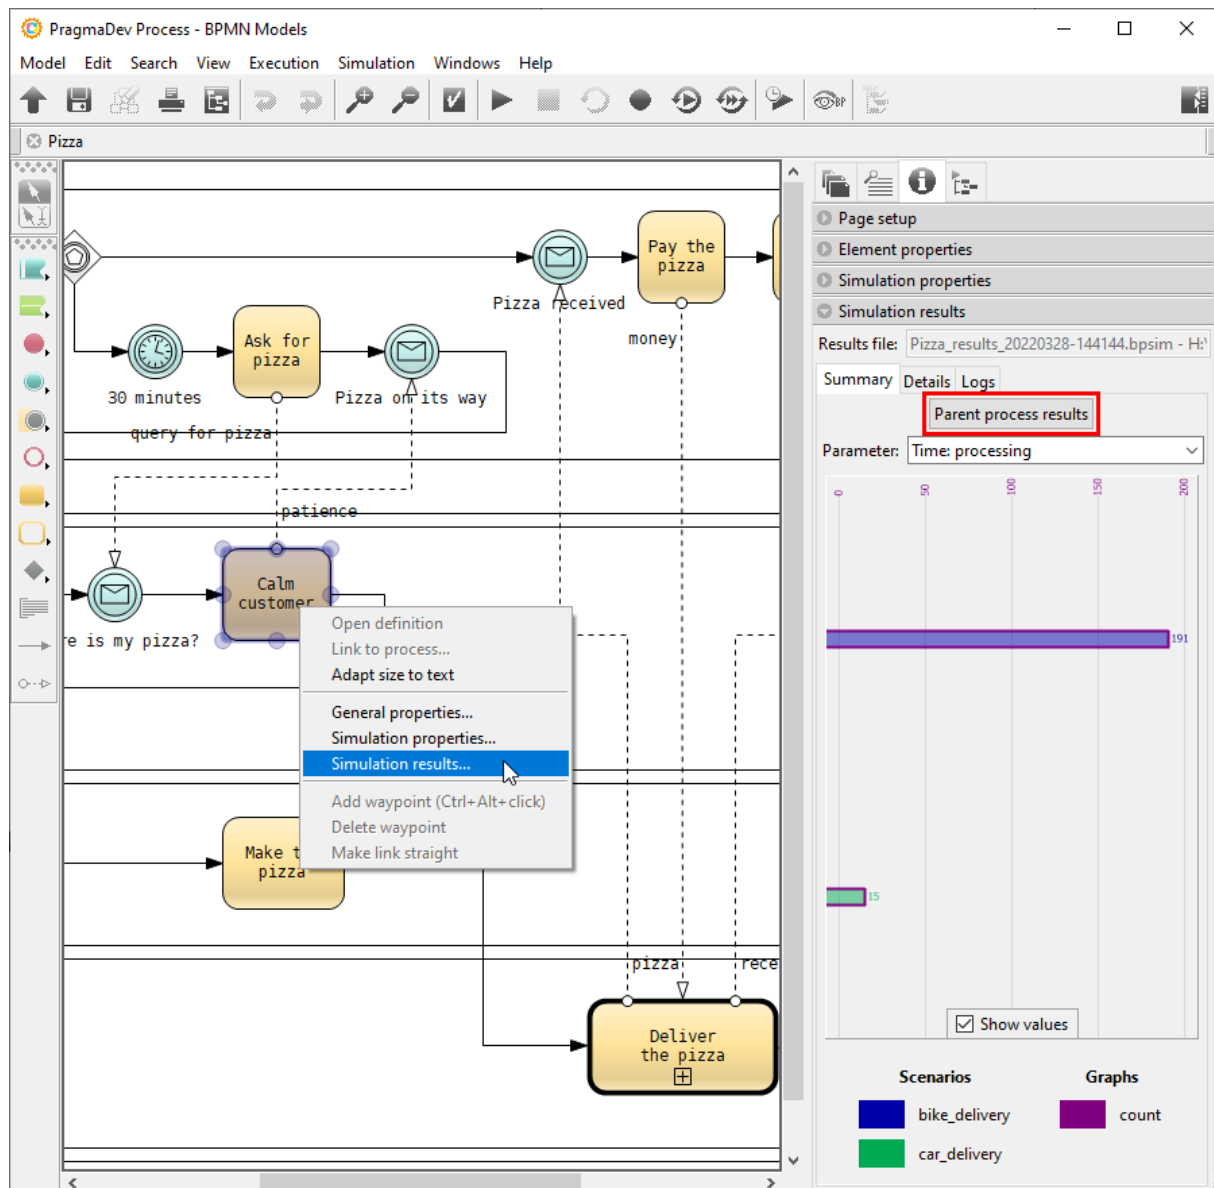 PragmaDev Process - BPMN Models
Model Edit Search View Execution Simulation Windows Help
BP
Pizza
Page setup
Element properties
Simulation properties
Simulation results
Results file: Pizza_results_20220328-144144.bpsim - H:\
Summary Details Logs
Parent process results
Parameter: Time: processing
0 50 100 150 200
191
15
Show values
Scenarios Graphs
bike_delivery count
car_delivery
Pay the
pizza
Pizza received
money
Ask for
pizza
30 minutes
Pizza on its way
query for pizza
patience
Calm
customer
re is my pizza?
Open definition
Link to process...
Adapt size to text
General properties...
Simulation properties...
Simulation results...
Add waypoint (Ctrl+Alt+click)
Delete waypoint
Make link straight
Make t
pizza
pizza
rece
Deliver
the pizza